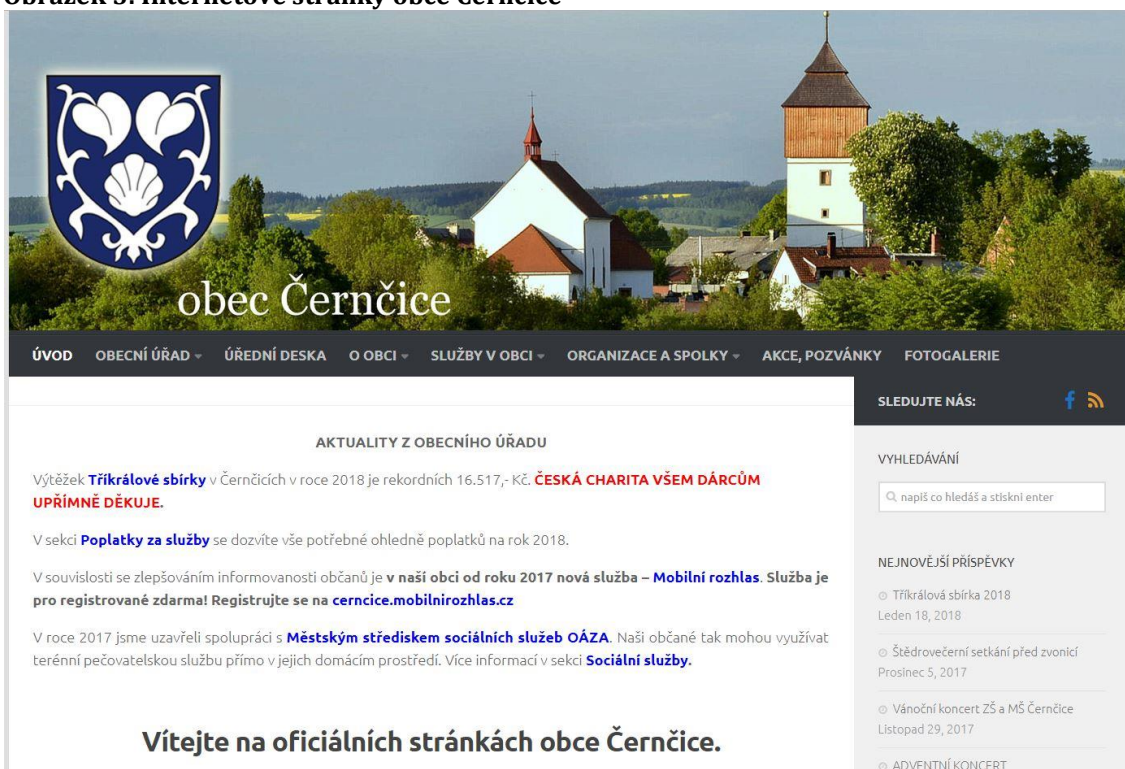 Obrázek 3: Internetové stránky obce Černčice
obec Černčice
ÚVOD OBECNÍ ÚŘAD ÚŘEDNÍ DESKA O OBCI SLUŽBY V OBCI ORGANIZACE A SPOLKY AKCE, POZVÁNKY FOTOGALERIE
SLEDUJTE NÁS:
AKTUALITY Z OBECNÍHO ÚŘADU
Výtěžek Tříkrálové sbírky v Černčicích v roce 2018 je rekordních 16.517,- Kč. ČESKÁ CHARITA VŠEM DÁRCŮM
UPŘÍMNĚ DĚKUJE.
V sekci Poplatky za služby se dozvíte vše potřebné ohledně poplatků na rok 2018.
V souvislosti se zlepšováním informovanosti občanů je v naší obci od roku 2017 nová služba – Mobilní rozhlas. Služba je
pro registrované zdarma! Registrujte se na cerncice.mobilnirozhlas.cz
V roce 2017 jsme uzavřeli spolupráci s Městským střediskem sociálních služeb OÁZA. Naši občané tak mohou využívat
terénní pečovatelskou službu přímo v jejich domácím prostředí. Více informací v sekci Sociální služby.
Vítejte na oficiálních stránkách obce Černčice.
VYHLEDÁVÁNÍ
napiš co hledáš a stiskni enter
NEJNOVĚJŠÍ PŘÍSPĚVKY
Tříkrálová sbírka 2018
Leden 18, 2018
Štědrovečerní setkání před zvonicí
Prosinec 5, 2017
Vánoční koncert ZŠ a MŠ Černčice
Listopad 29, 2017
ADVENTNÍ KONCERT